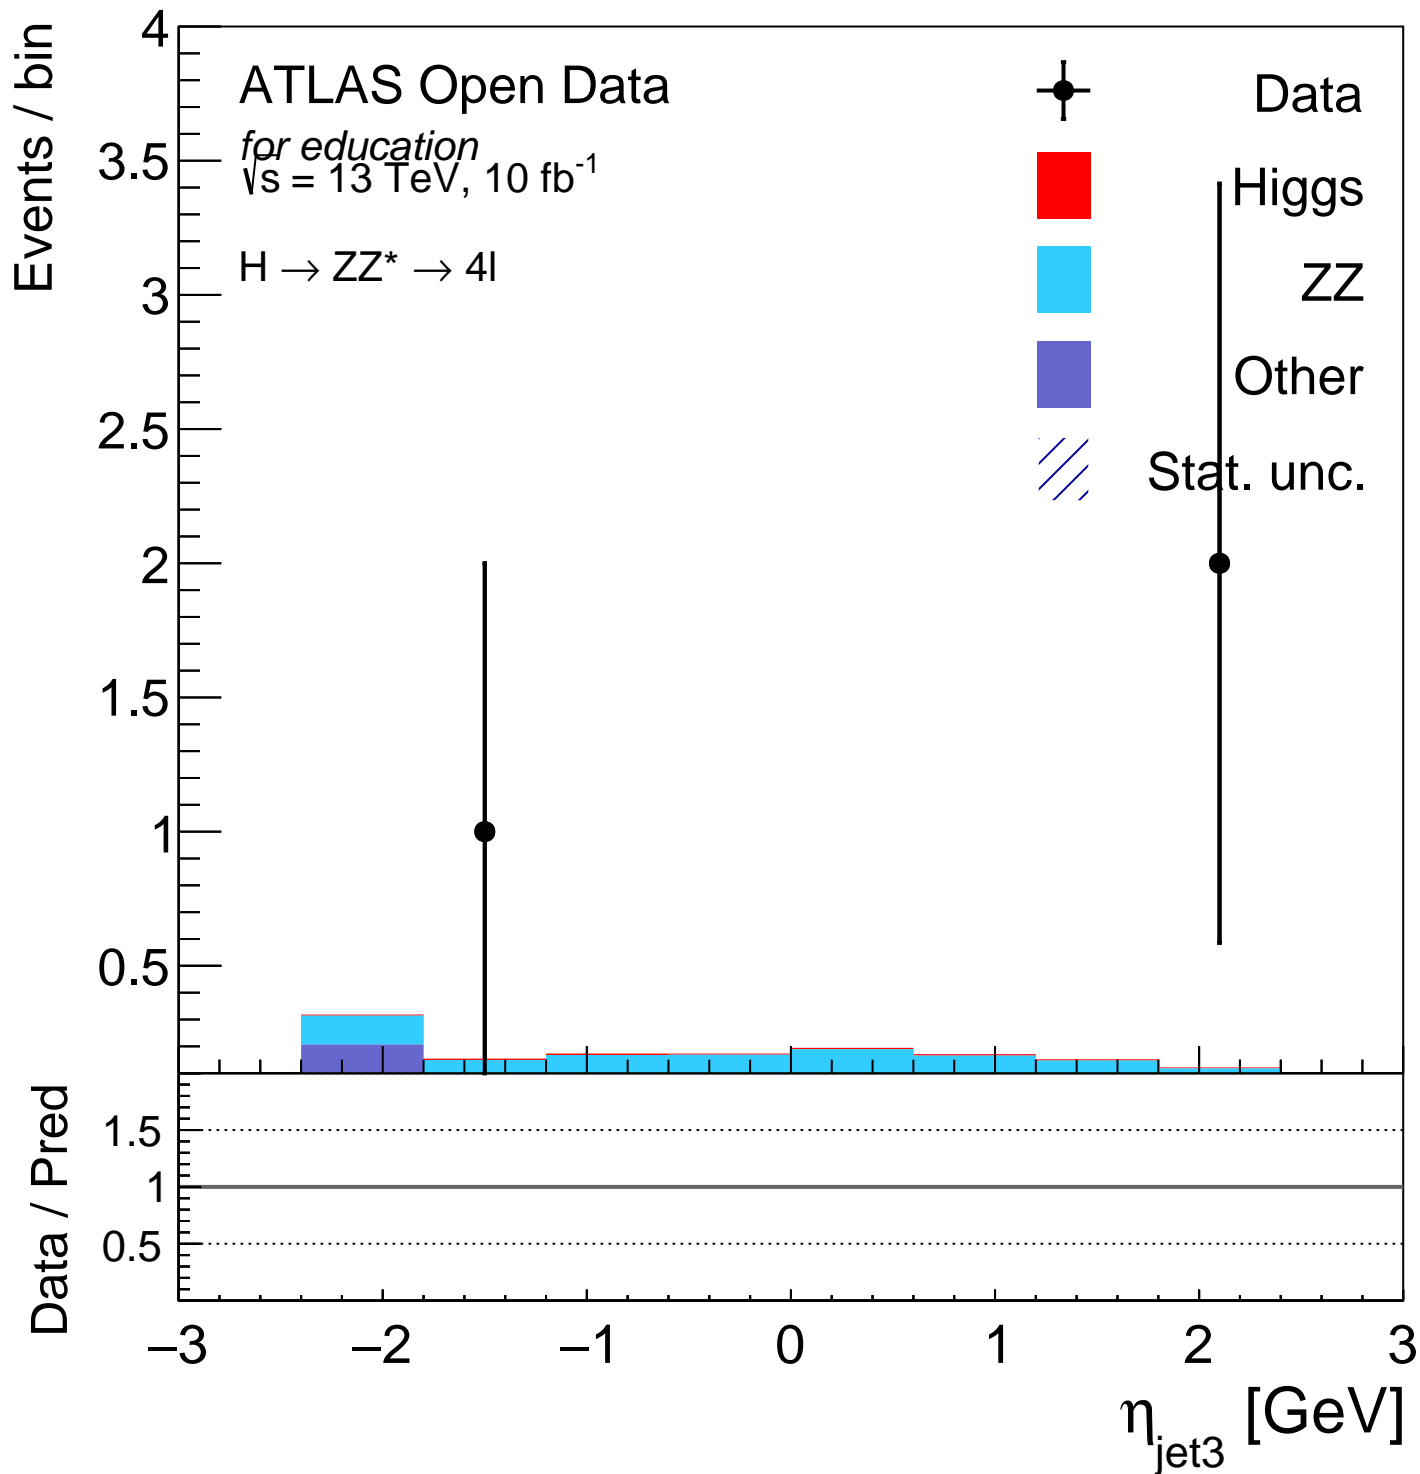 Events / bin
4
3.5
3
2.5
2
1.5
1
0.5
ATLAS Open Data
for education
√s = 13 TeV, 10 fb⁻¹
H → ZZ* → 4l
Data
Higgs
ZZ
Other
Stat. unc.
Data / Pred
1.5
1
0.5
−3 −2 −1 0 1 2 3
η_jet3 [GeV]